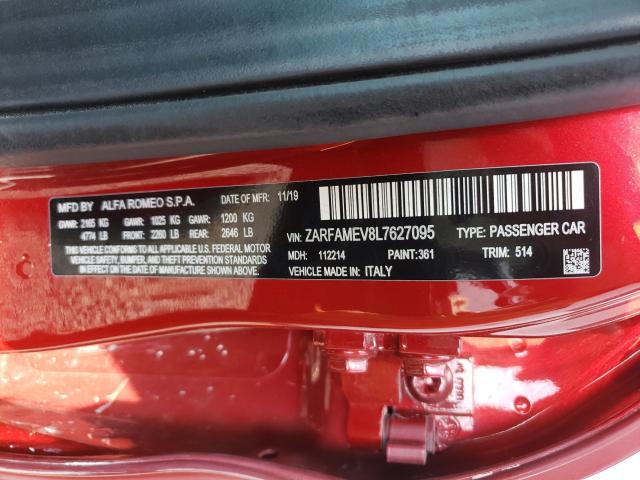 MFD BY ALFA ROMEO S.P.A. DATE OF MFR: 11/19
GVWR: 2165 KG GAWR: 1025 KG GAWR: 1200 KG
4774 LB FRONT: 2260 LB REAR: 2646 LB
THIS VEHICLE CONFORMS TO ALL APPLICABLE U.S. FEDERAL MOTOR
VEHICLE SAFETY, BUMPER, AND THEFT PREVENTION STANDARDS
IN EFFECT ON THE DATE OF MANUFACTURE SHOWN ABOVE.
VIN: ZARFAMEV8L7627095 TYPE: PASSENGER CAR
MDH: 112214 PAINT:361 TRIM: 514
VEHICLE MADE IN: ITALY